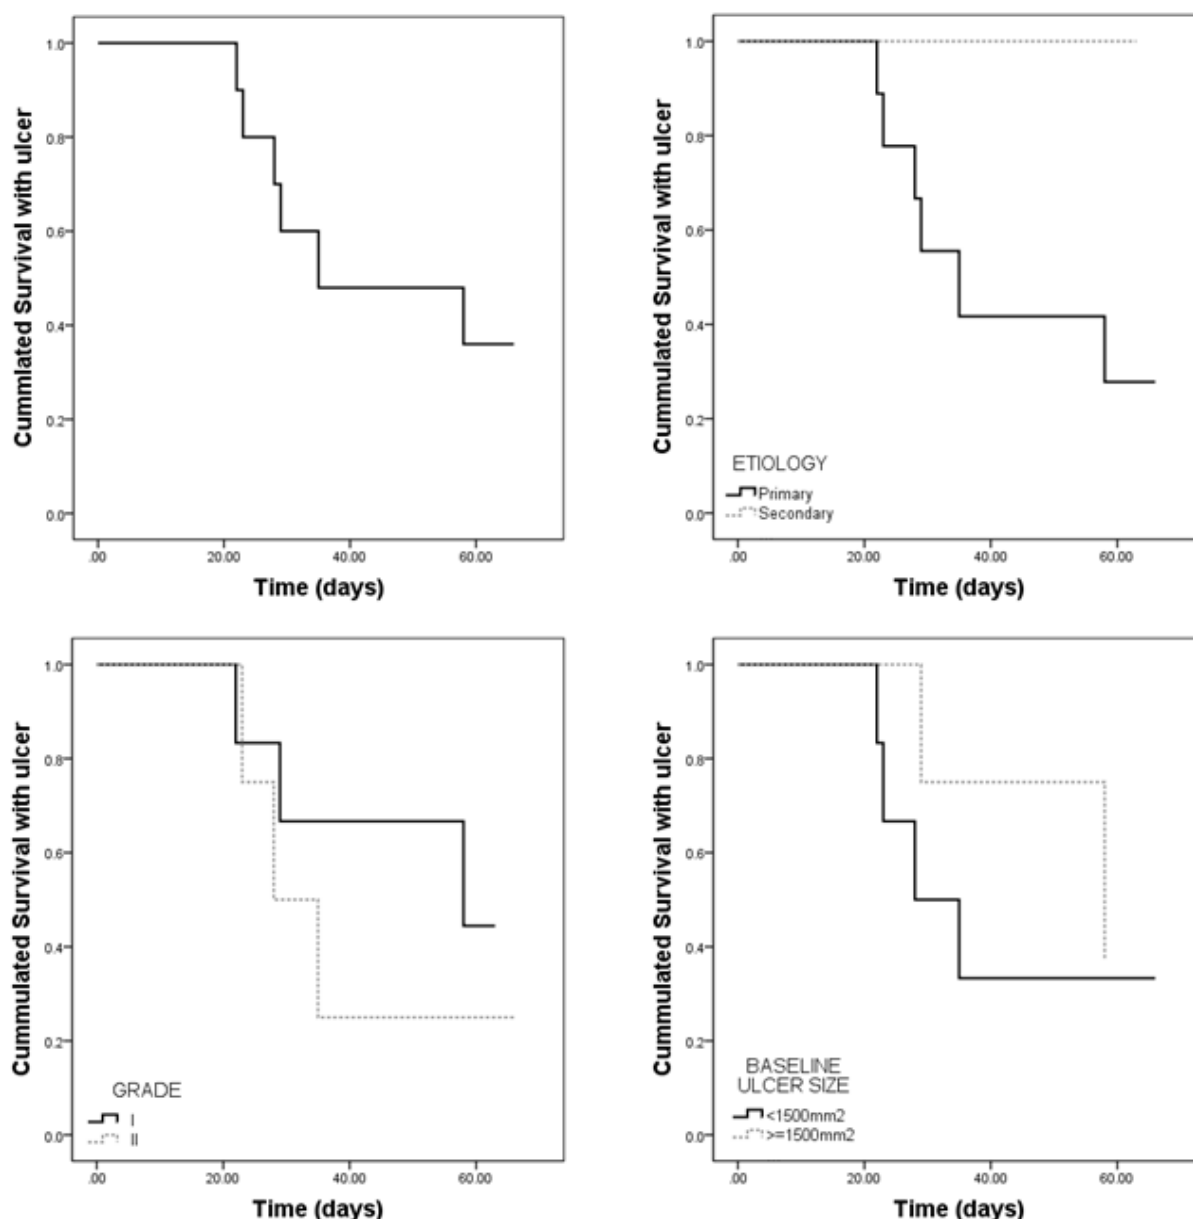 Cummlated Survival with ulcer
1.0
0.8
0.6
0.4
0.2
0.0
.00 20.00 40.00 60.00
Time (days)
Cummulated Survival with ulcer
1.0
0.8
0.6
0.4
0.2
0.0
ETIOLOGY
Primary
Secondary
.00 20.00 40.00 60.00
Time (days)
Cummulated Survival with ulcer
1.0
0.8
0.6
0.4
0.2
0.0
GRADE
I
II
.00 20.00 40.00 60.00
Time (days)
Cummulated Survival with ulcer
1.0
0.8
0.6
0.4
0.2
0.0
BASELINE
ULCER SIZE
<1500mm2
>=1500mm2
.00 20.00 40.00 60.00
Time (days)